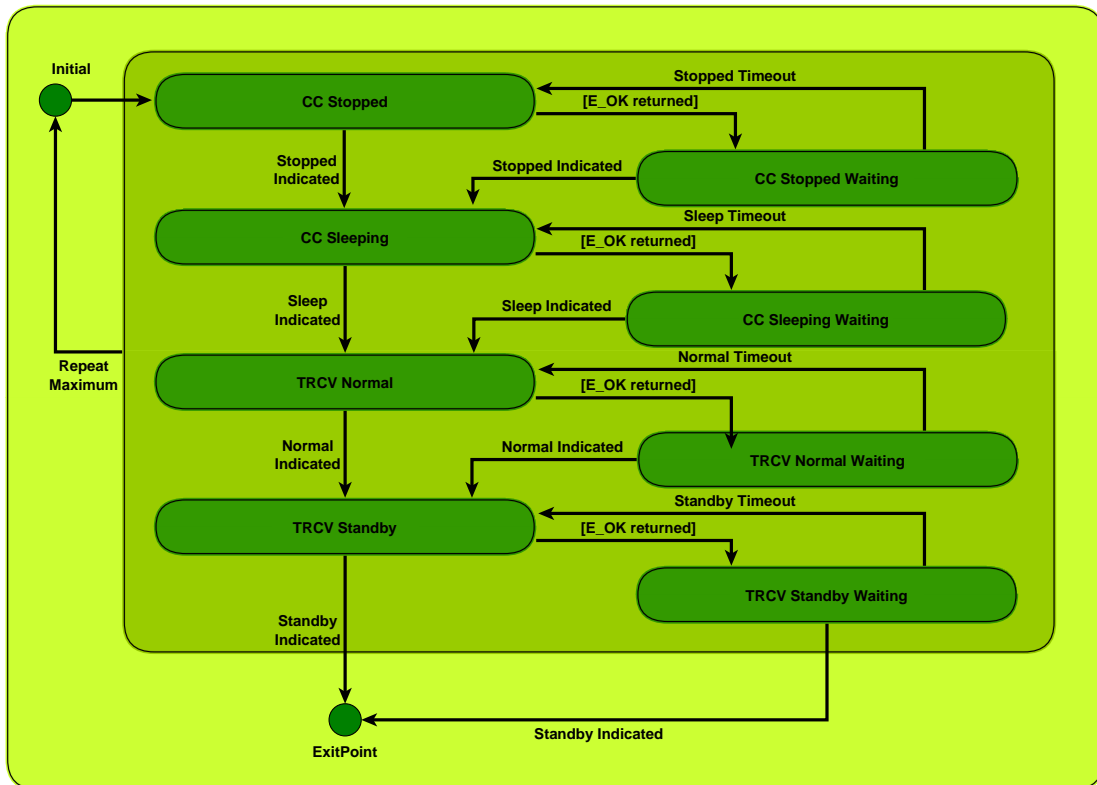 Initial
Stopped Timeout
CC Stopped
[E_OK returned]
Stopped
Indicated
Stopped Indicated
CC Stopped Waiting
Sleep Timeout
CC Sleeping
[E_OK returned]
Sleep
Indicated
Sleep Indicated
CC Sleeping Waiting
Repeat
Maximum
Normal Timeout
TRCV Normal
[E_OK returned]
Normal
Indicated
Normal Indicated
TRCV Normal Waiting
Standby Timeout
TRCV Standby
[E_OK returned]
TRCV Standby Waiting
Standby
Indicated
Standby Indicated
ExitPoint